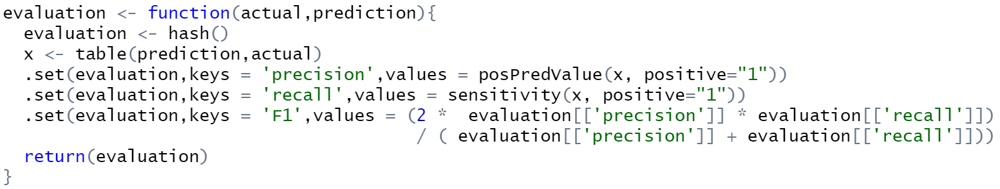 evaluation <- function(actual,prediction){
  evaluation <- hash()
  x <- table(prediction,actual)
  .set(evaluation,keys = 'precision',values = posPredValue(x, positive="1"))
  .set(evaluation,keys = 'recall',values = sensitivity(x, positive="1"))
  .set(evaluation,keys = 'F1',values = (2 *  evaluation[['precision']] * evaluation[['recall']])
                                        / ( evaluation[['precision']] + evaluation[['recall']]))
  return(evaluation)
}